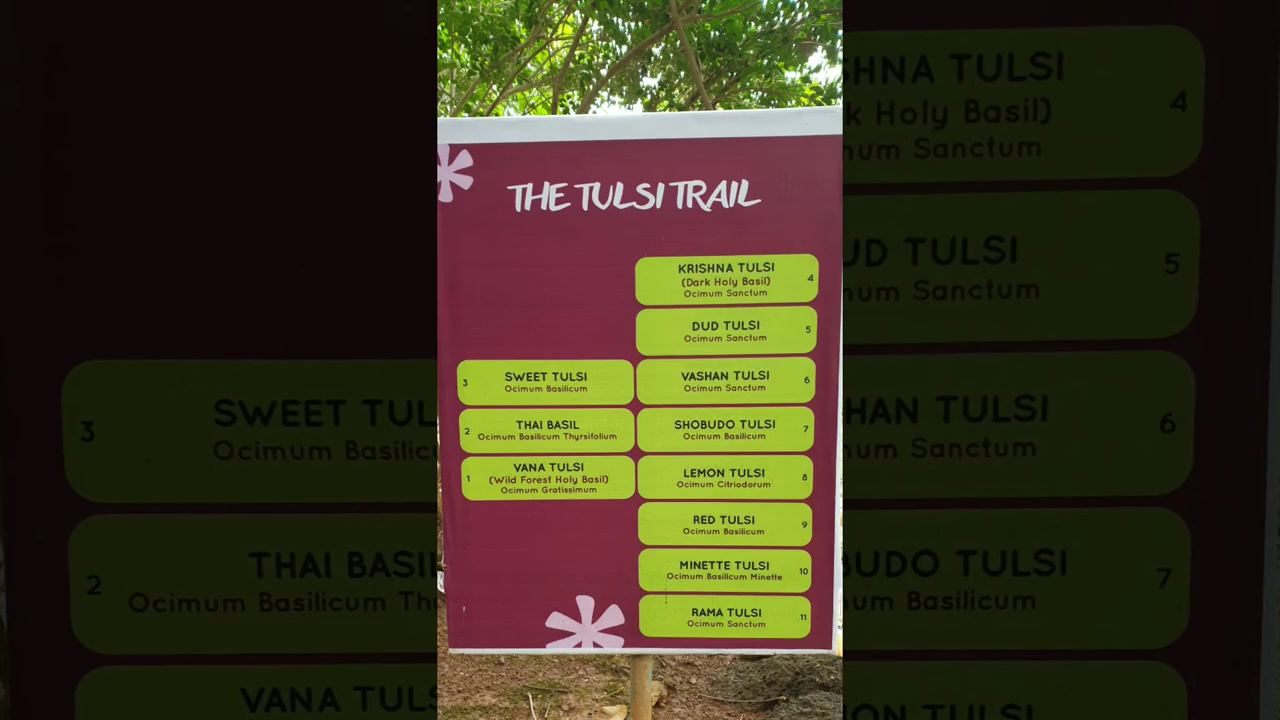 THE TULSI TRAIL
KRISHNA TULSI
(Dark Holy Basil)
Ocimum Sanctum
4
DUD TULSI
Ocimum Sanctum
5
SWEET TULSI
Ocimum Basilicum
3
VASHAN TULSI
Ocimum Sanctum
6
THAI BASIL
Ocimum Basilicum Thyrsifolium
2
SHOBUDO TULSI
Ocimum Basilicum
7
VANA TULSI
(Wild Forest Holy Basil)
Ocimum Gratissimum
1
LEMON TULSI
Ocimum Citriodorum
8
RED TULSI
Ocimum Basilicum
9
MINETTE TULSI
Ocimum Basilicum Minette
10
RAMA TULSI
Ocimum Sanctum
11